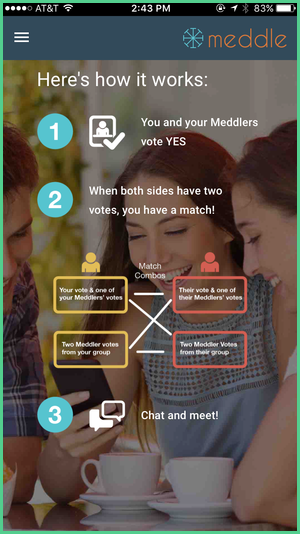 AT&T 2:43 PM 83%
meddle
Here's how it works:
1
You and your Meddlers
vote YES
2
When both sides have two
votes, you have a match!
Match
Combos
Your vote & one of
your Meddlers' votes
Their vote & one of
their Meddlers' votes
Two Meddler votes
from your group
Two Meddler Votes
from their group
3
Chat and meet!